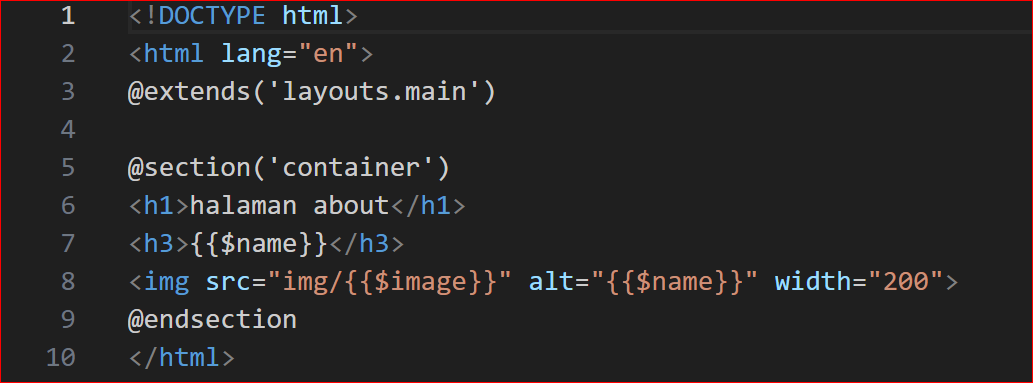 1 <!DOCTYPE html>
2 <html lang="en">
3 @extends('layouts.main')
4
5 @section('container')
6 <h1>halaman about</h1>
7 <h3>{{$name}}</h3>
8 <img src="img/{{$image}}" alt="{{$name}}" width="200">
9 @endsection
10 </html>